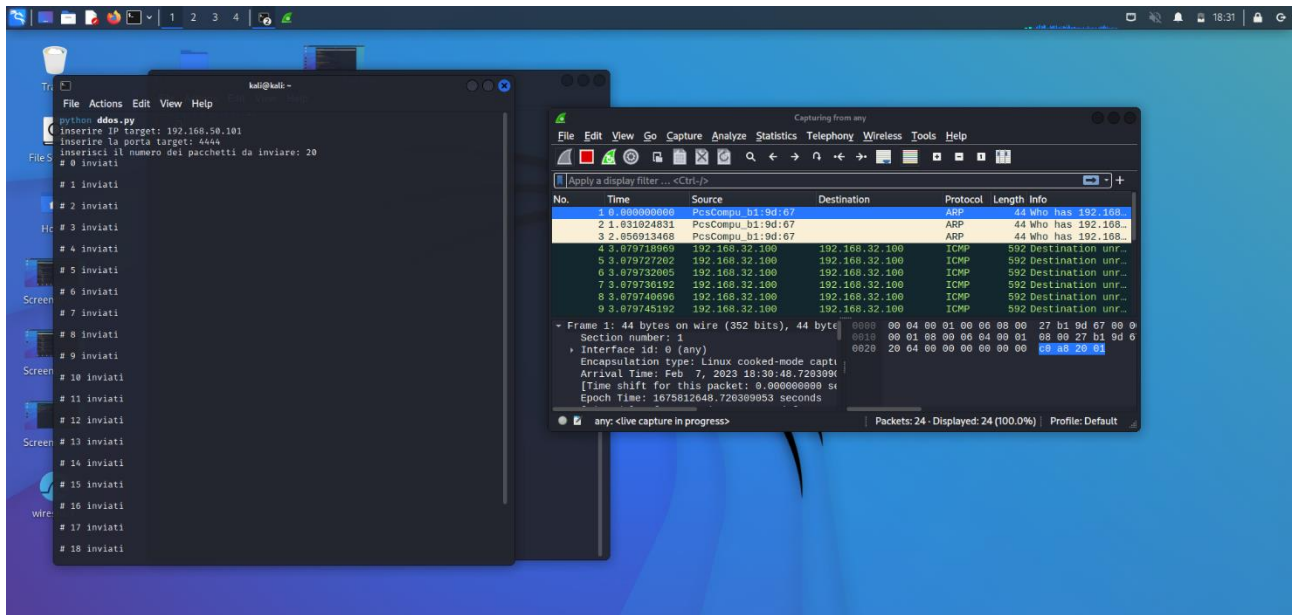 1 2 3 4
18:31
Tr
File S
Ho
Screen
Screen
Screen
wire
kali@kali: ~
File Actions Edit View Help
python ddos.py
inserire IP target: 192.168.50.101
inserire la porta target: 4444
inserisci il numero dei pacchetti da inviare: 20
# 0 inviati
# 1 inviati
# 2 inviati
# 3 inviati
# 4 inviati
# 5 inviati
# 6 inviati
# 7 inviati
# 8 inviati
# 9 inviati
# 10 inviati
# 11 inviati
# 12 inviati
# 13 inviati
# 14 inviati
# 15 inviati
# 16 inviati
# 17 inviati
# 18 inviati
Capturing from any
File Edit View Go Capture Analyze Statistics Telephony Wireless Tools Help
Apply a display filter … <Ctrl-/>
No. Time Source Destination Protocol Length Info
1 0.000000000 PcsCompu_b1:9d:67 ARP 44 Who has 192.168…
2 1.031024831 PcsCompu_b1:9d:67 ARP 44 Who has 192.168…
3 2.056913468 PcsCompu_b1:9d:67 ARP 44 Who has 192.168…
4 3.079718969 192.168.32.100 192.168.32.100 ICMP 592 Destination unr…
5 3.079727202 192.168.32.100 192.168.32.100 ICMP 592 Destination unr…
6 3.079732005 192.168.32.100 192.168.32.100 ICMP 592 Destination unr…
7 3.079736192 192.168.32.100 192.168.32.100 ICMP 592 Destination unr…
8 3.079740696 192.168.32.100 192.168.32.100 ICMP 592 Destination unr…
9 3.079745192 192.168.32.100 192.168.32.100 ICMP 592 Destination unr…
Frame 1: 44 bytes on wire (352 bits), 44 byte
Section number: 1
Interface id: 0 (any)
Encapsulation type: Linux cooked-mode captu
Arrival Time: Feb 7, 2023 18:30:48.7203090
[Time shift for this packet: 0.000000000 se
Epoch Time: 1675812648.720309053 seconds
0000 00 04 00 01 00 06 08 00 27 b1 9d 67 00 0
0010 00 01 08 00 06 04 00 01 08 00 27 b1 9d 6
0020 20 64 00 00 00 00 00 00 c0 a8 20 01
any: <live capture in progress>
Packets: 24 · Displayed: 24 (100.0%)
Profile: Default